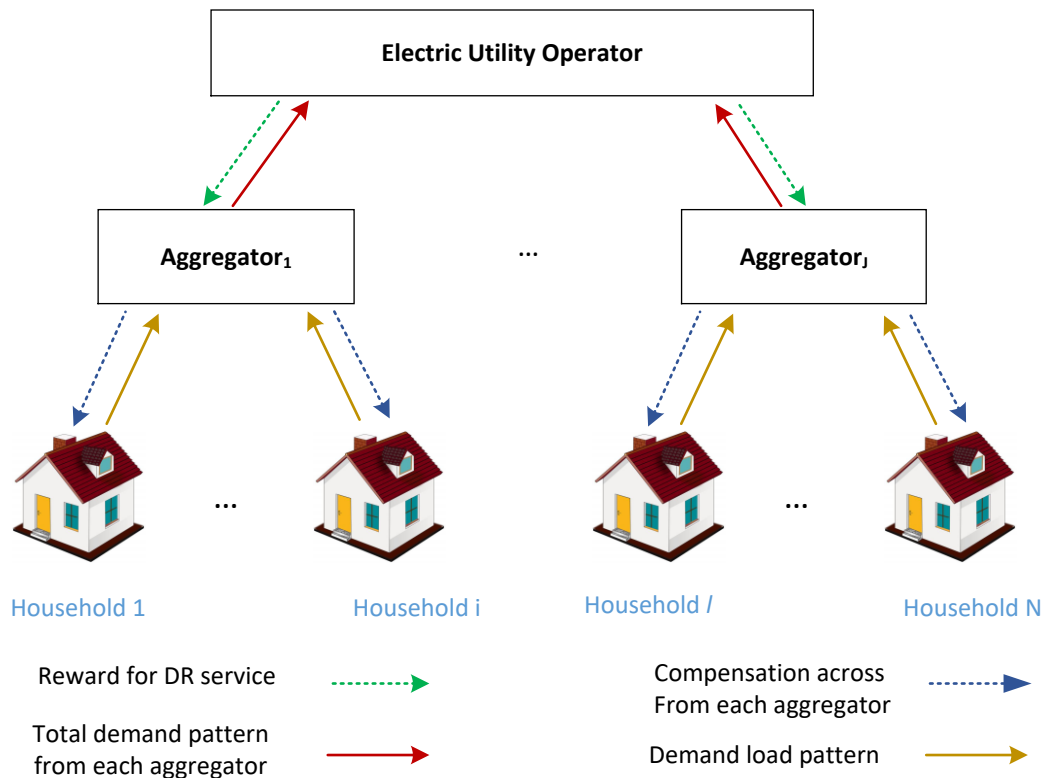 Electric Utility Operator
Aggregator₁
...
Aggregatorⱼ
...
...
Household 1
Household i
Household l
Household N
Reward for DR service
Compensation across
From each aggregator
Total demand pattern
from each aggregator
Demand load pattern